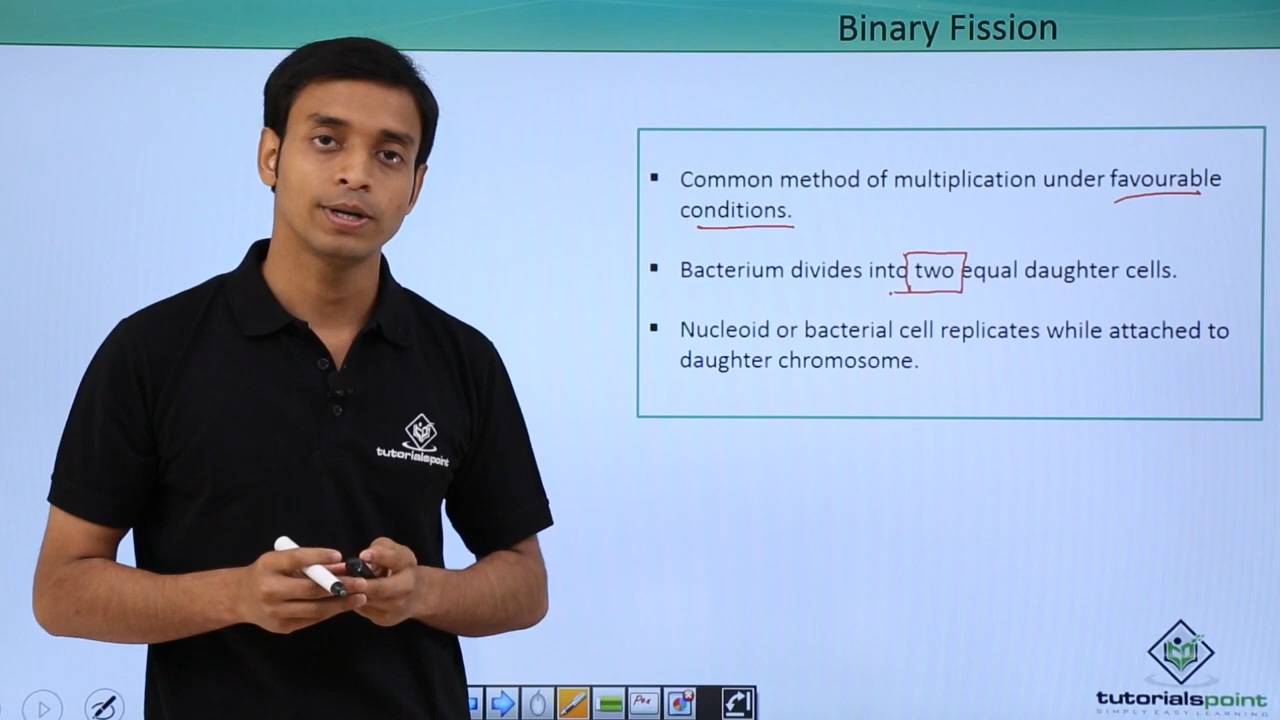 Binary Fission
Common method of multiplication under favourable
conditions.
Bacterium divides into two equal daughter cells.
Nucleoid or bacterial cell replicates while attached to
daughter chromosome.
tutorialspoint
Pen
tutorialspoint
SIMPLY EASY LEARNING